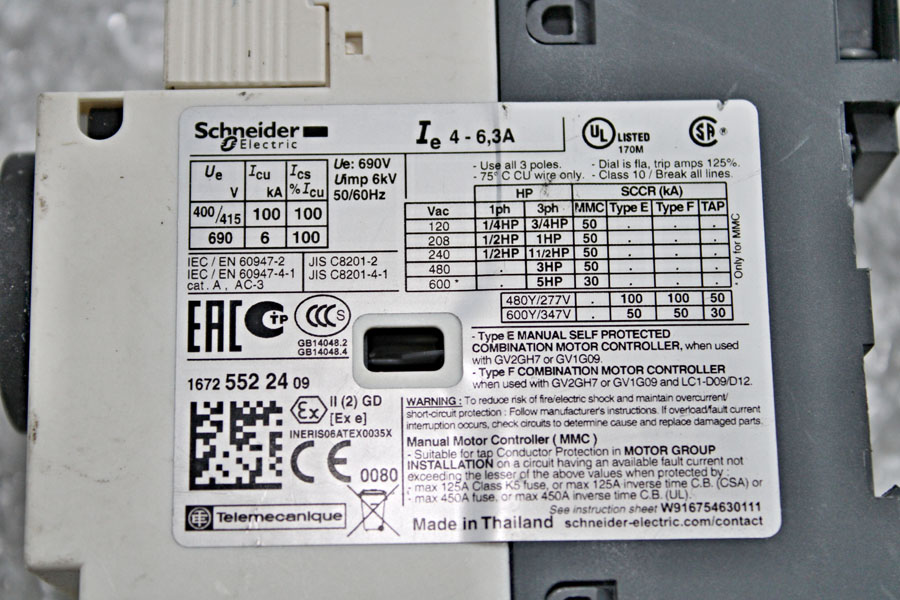 Schneider
Electric
Ie 4 - 6,3A
UL LISTED
170M
SA ®
- Use all 3 poles. - Dial is fla, trip amps 125%.
- 75° C CU wire only. - Class 10 / Break all lines.
Ue Icu Ics
V kA % Icu
400/415 100 100
690 6 100
Ue: 690V
Uimp 6kV
50/60Hz
HP SCCR (kA)
Vac 1ph 3ph MMC Type E Type F TAP
120 1/4HP 3/4HP 50 . . .
208 1/2HP 1HP 50 . . .
240 1/2HP 11/2HP 50 . . .
480 . 3HP 50 . . .
600 * . 5HP 30 . . .
480Y/277V . 100 100 50
600Y/347V . 50 50 30
* Only for MMC
IEC / EN 60947-2 JIS C8201-2
IEC / EN 60947-4-1 JIS C8201-4-1
cat. A , AC-3
EAC
CCC S
GB14048.2
GB14048.4
- Type E MANUAL SELF PROTECTED
COMBINATION MOTOR CONTROLLER, when used
with GV2GH7 or GV1G09.
- Type F COMBINATION MOTOR CONTROLLER
when used with GV2GH7 or GV1G09 and LC1-D09/D12.
1672 552 24 09
Ex II (2) GD
[Ex e]
INERIS06ATEX0035X
CE 0080
WARNING : To reduce risk of fire/electric shock and maintain overcurrent/
short-circuit protection : Follow manufacturer's instructions. If overload/fault current
interruption occurs, check circuits to determine cause and replace damaged parts.
Manual Motor Controller ( MMC )
- Suitable for tap Conductor Protection in MOTOR GROUP
INSTALLATION on a circuit having an available fault current not
exceeding the lesser of the above values when protected by :
- max 125A Class K5 fuse, or max 125A inverse time C.B. (CSA) or
- max 450A fuse, or max 450A inverse time C.B. (UL).
See instruction sheet W916754630111
Telemecanique
Made in Thailand schneider-electric.com/contact